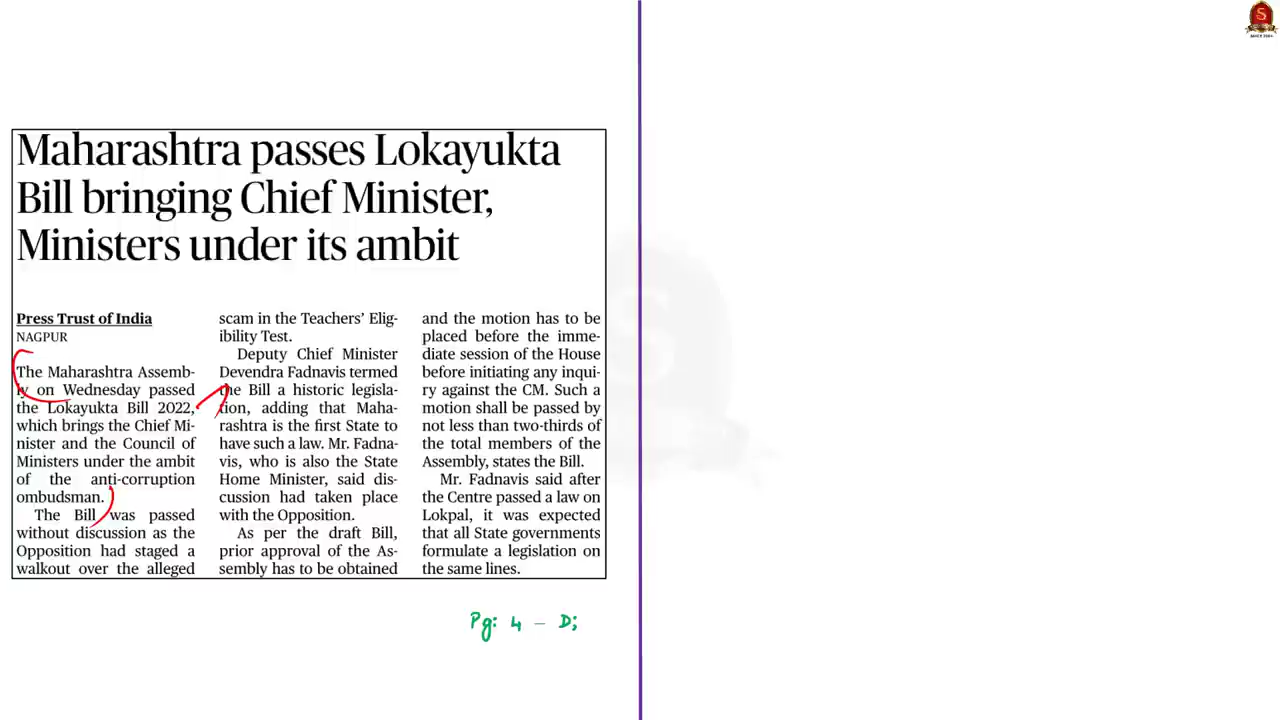 Maharashtra passes Lokayukta
Bill bringing Chief Minister,
Ministers under its ambit
Press Trust of India
NAGPUR
The Maharashtra Assemb-
ly on Wednesday passed
the Lokayukta Bill 2022,
which brings the Chief Mi-
nister and the Council of
Ministers under the ambit
of the anti-corruption
ombudsman.
The Bill was passed
without discussion as the
Opposition had staged a
walkout over the alleged
scam in the Teachers' Elig-
ibility Test.
Deputy Chief Minister
Devendra Fadnavis termed
the Bill a historic legisla-
tion, adding that Maha-
rashtra is the first State to
have such a law. Mr. Fadna-
vis, who is also the State
Home Minister, said dis-
cussion had taken place
with the Opposition.
As per the draft Bill,
prior approval of the As-
sembly has to be obtained
and the motion has to be
placed before the imme-
diate session of the House
before initiating any inqui-
ry against the CM. Such a
motion shall be passed by
not less than two-thirds of
the total members of the
Assembly, states the Bill.
Mr. Fadnavis said after
the Centre passed a law on
Lokpal, it was expected
that all State governments
formulate a legislation on
the same lines.
Pg: 4 – D;
S
SINCE 2004